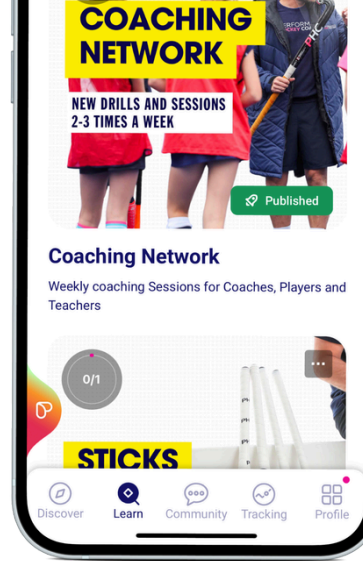 COACHING
NETWORK
NEW DRILLS AND SESSIONS
2-3 TIMES A WEEK
Published
Coaching Network
Weekly coaching Sessions for Coaches, Players and
Teachers
0/1
STICKS
Discover
Learn
Community
Tracking
Profile